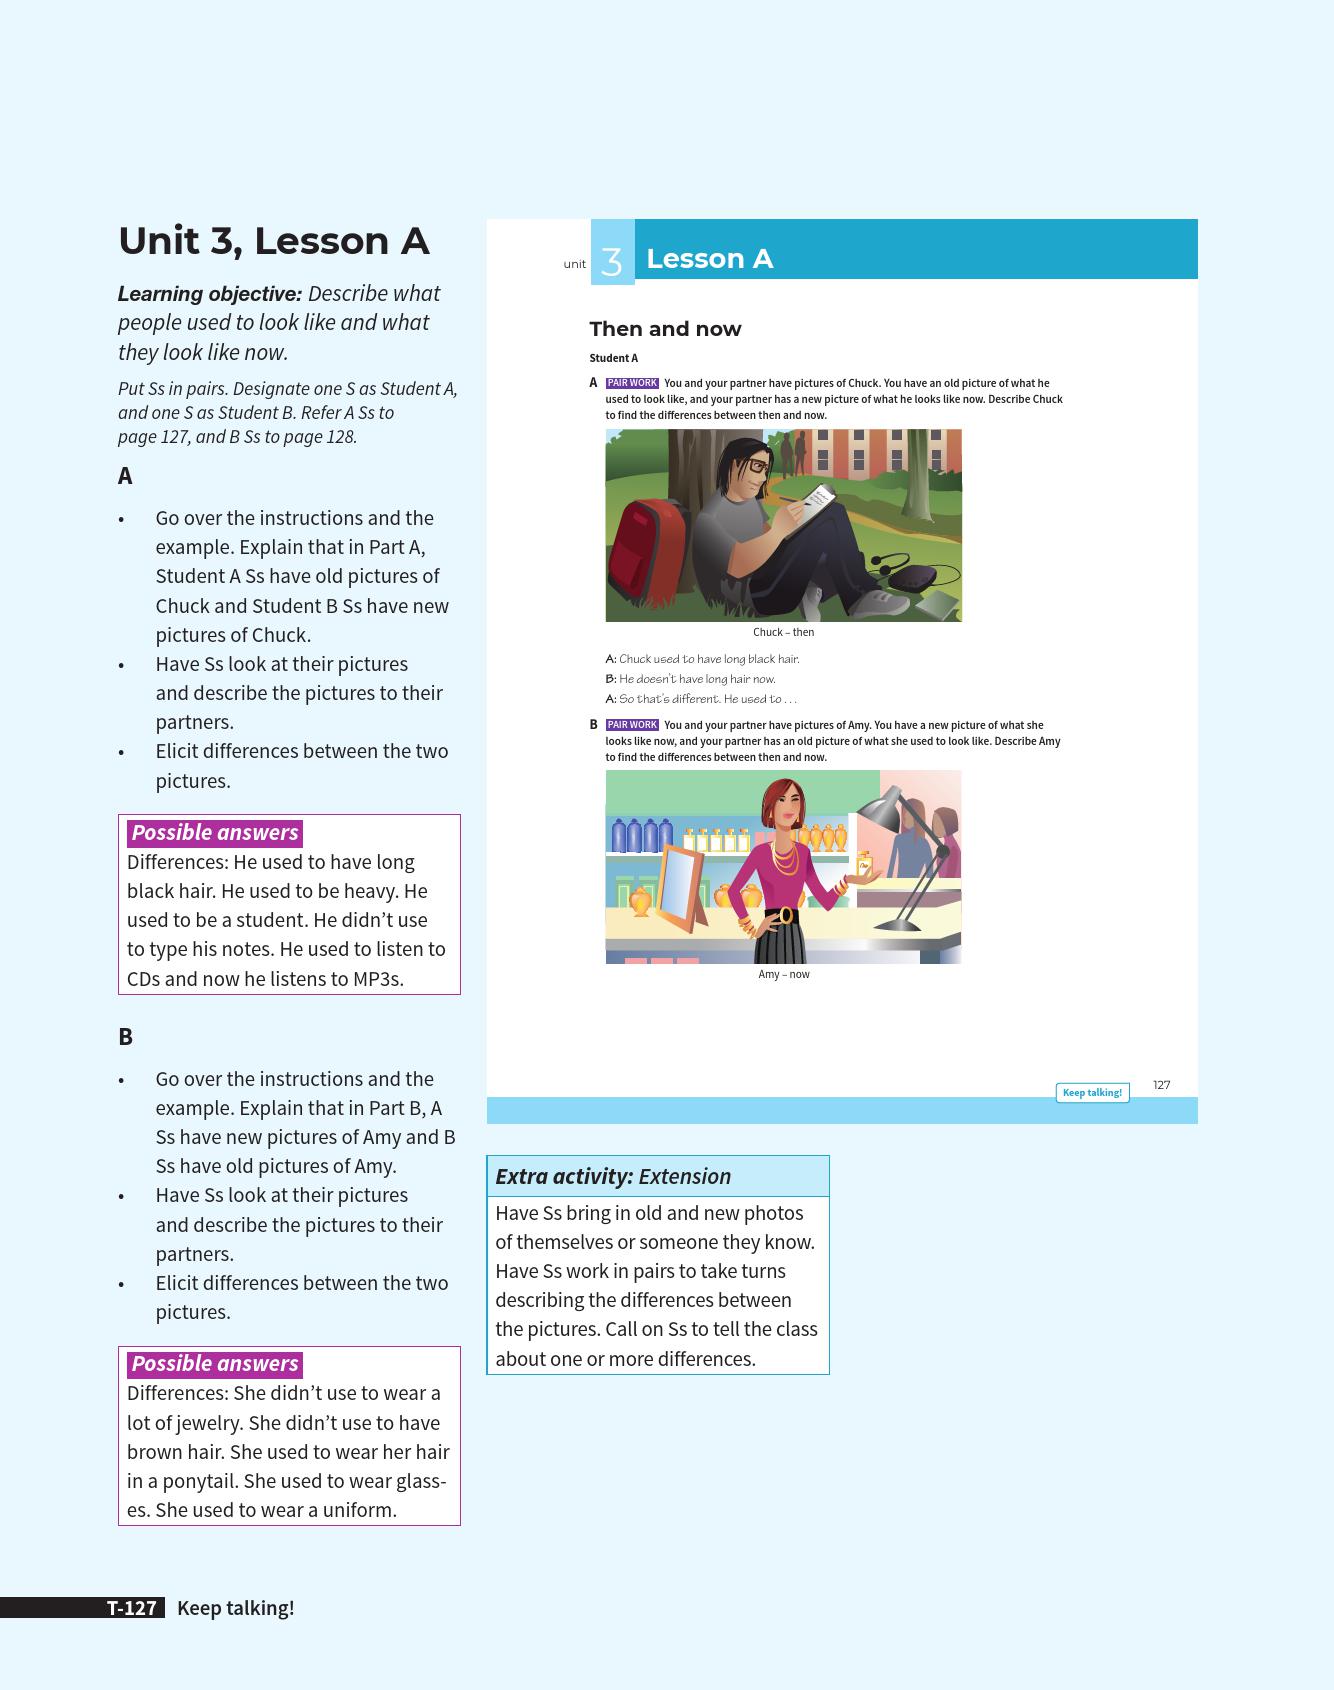 Unit 3, Lesson A
Learning objective: Describe what
people used to look like and what
they look like now.
Put Ss in pairs. Designate one S as Student A,
and one S as Student B. Refer A Ss to
page 127, and B Ss to page 128.
A
• Go over the instructions and the
example. Explain that in Part A,
Student A Ss have old pictures of
Chuck and Student B Ss have new
pictures of Chuck.
• Have Ss look at their pictures
and describe the pictures to their
partners.
• Elicit differences between the two
pictures.
Possible answers
Differences: He used to have long
black hair. He used to be heavy. He
used to be a student. He didn’t use
to type his notes. He used to listen to
CDs and now he listens to MP3s.
B
• Go over the instructions and the
example. Explain that in Part B, A
Ss have new pictures of Amy and B
Ss have old pictures of Amy.
• Have Ss look at their pictures
and describe the pictures to their
partners.
• Elicit differences between the two
pictures.
Possible answers
Differences: She didn’t use to wear a
lot of jewelry. She didn’t use to have
brown hair. She used to wear her hair
in a ponytail. She used to wear glass-
es. She used to wear a uniform.
unit 3 Lesson A
Then and now
Student A
A PAIR WORK You and your partner have pictures of Chuck. You have an old picture of what he
used to look like, and your partner has a new picture of what he looks like now. Describe Chuck
to find the differences between then and now.
Chuck – then
A: Chuck used to have long black hair.
B: He doesn’t have long hair now.
A: So that’s different. He used to . . .
B PAIR WORK You and your partner have pictures of Amy. You have a new picture of what she
looks like now, and your partner has an old picture of what she used to look like. Describe Amy
to find the differences between then and now.
Amy – now
Keep talking! 127
Extra activity: Extension
Have Ss bring in old and new photos
of themselves or someone they know.
Have Ss work in pairs to take turns
describing the differences between
the pictures. Call on Ss to tell the class
about one or more differences.
T-127 Keep talking!